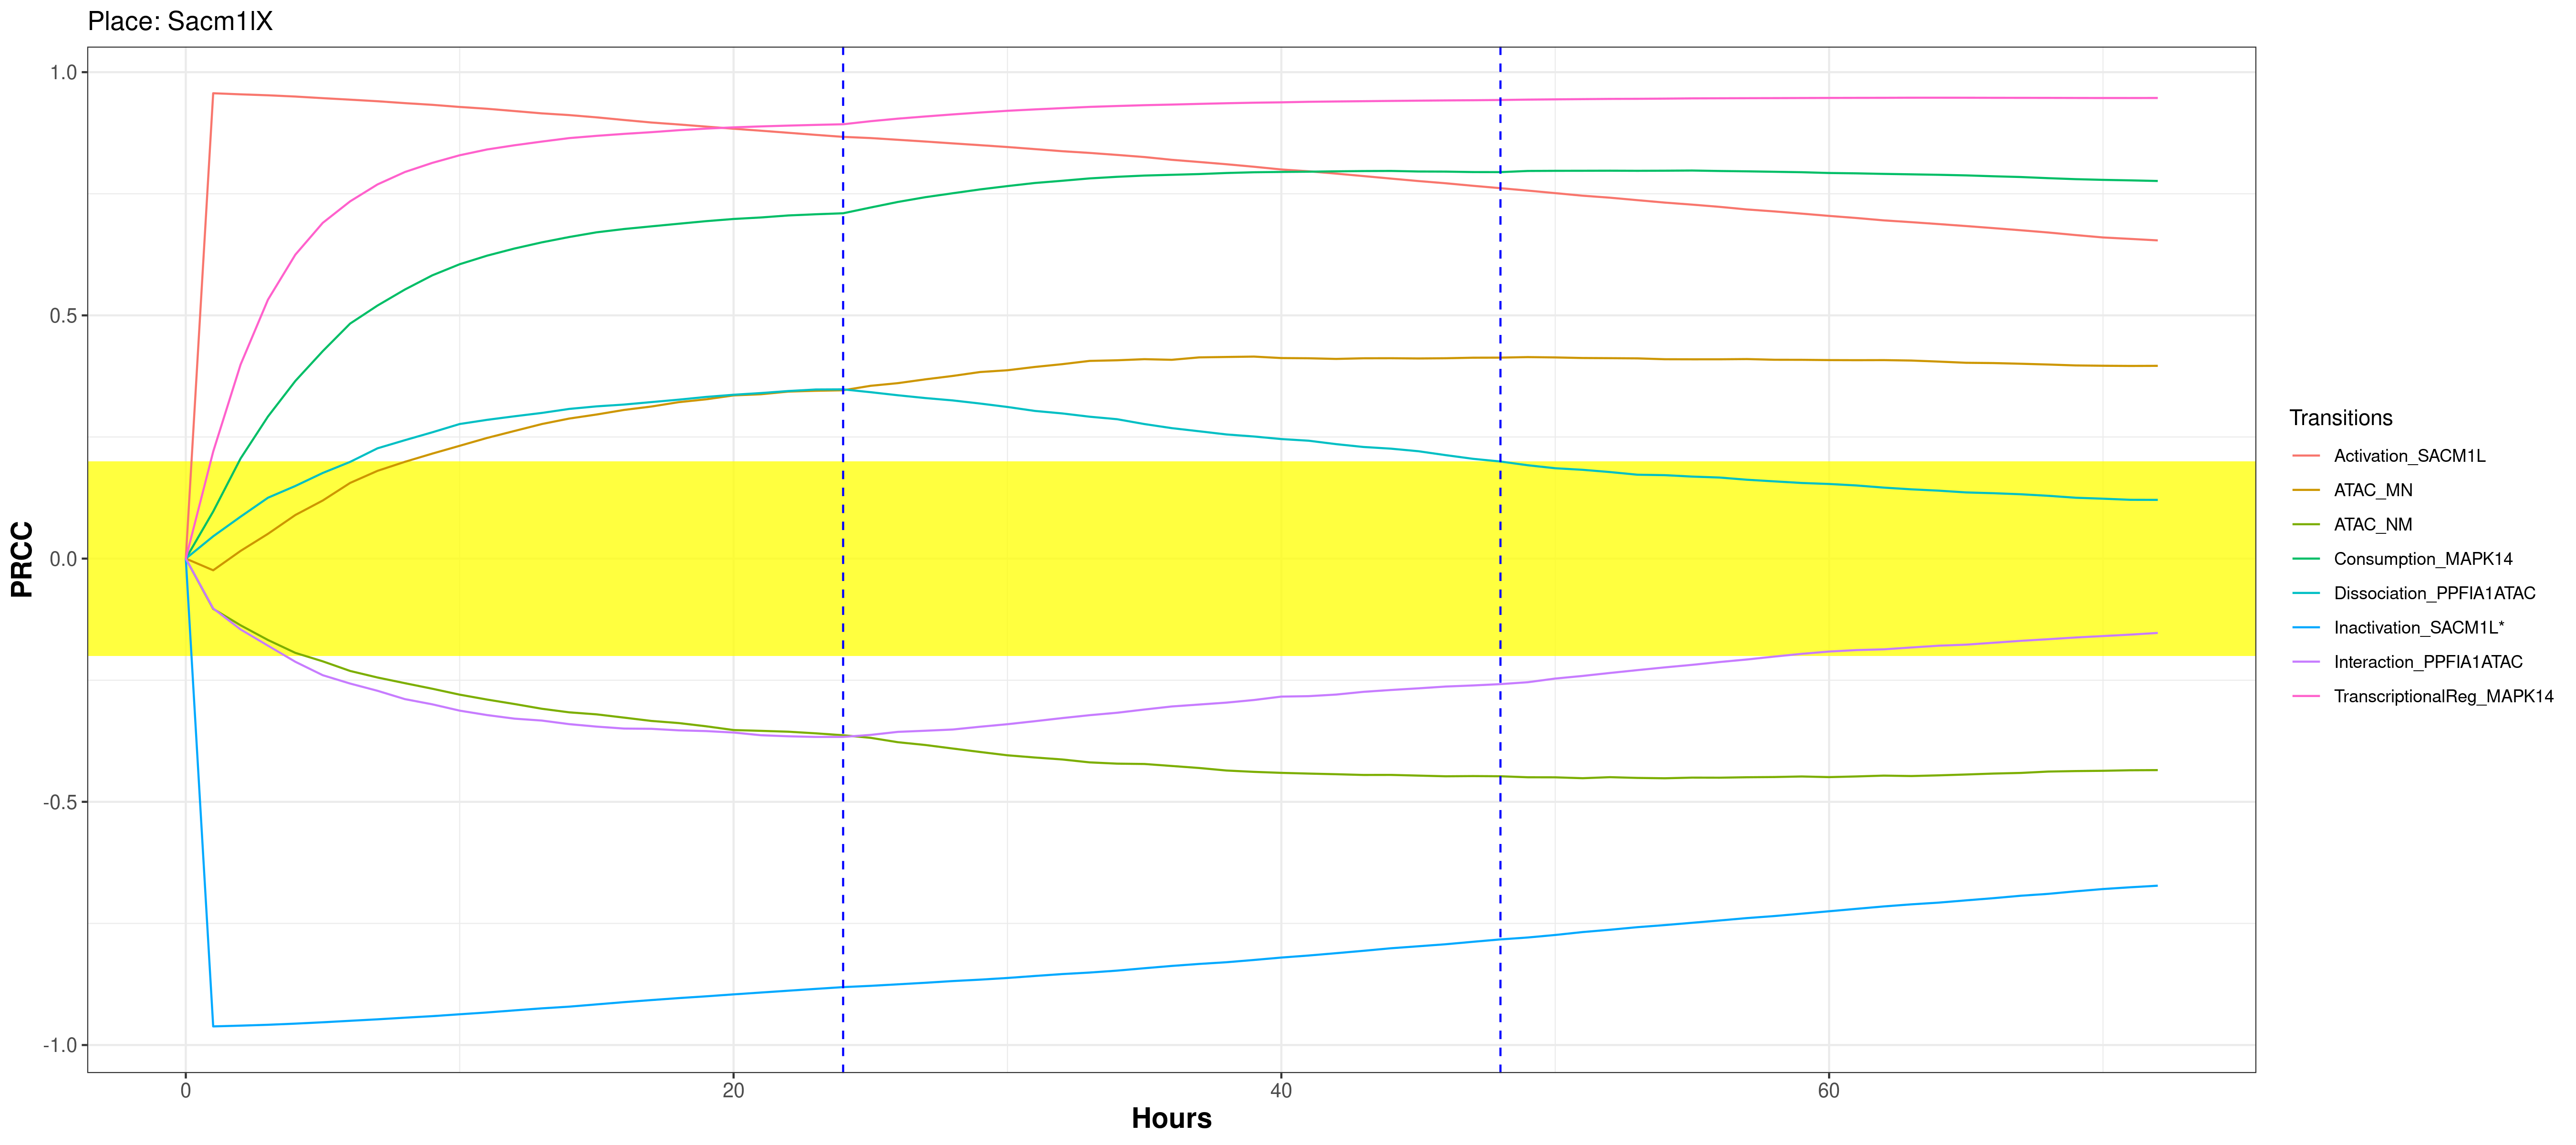 Place: Sacm1lX
1.0
0.5
0.0
-0.5
-1.0
PRCC
0
20
40
60
Hours
Transitions
Activation_SACM1L
ATAC_MN
ATAC_NM
Consumption_MAPK14
Dissociation_PPFIA1ATAC
Inactivation_SACM1L*
Interaction_PPFIA1ATAC
TranscriptionalReg_MAPK14